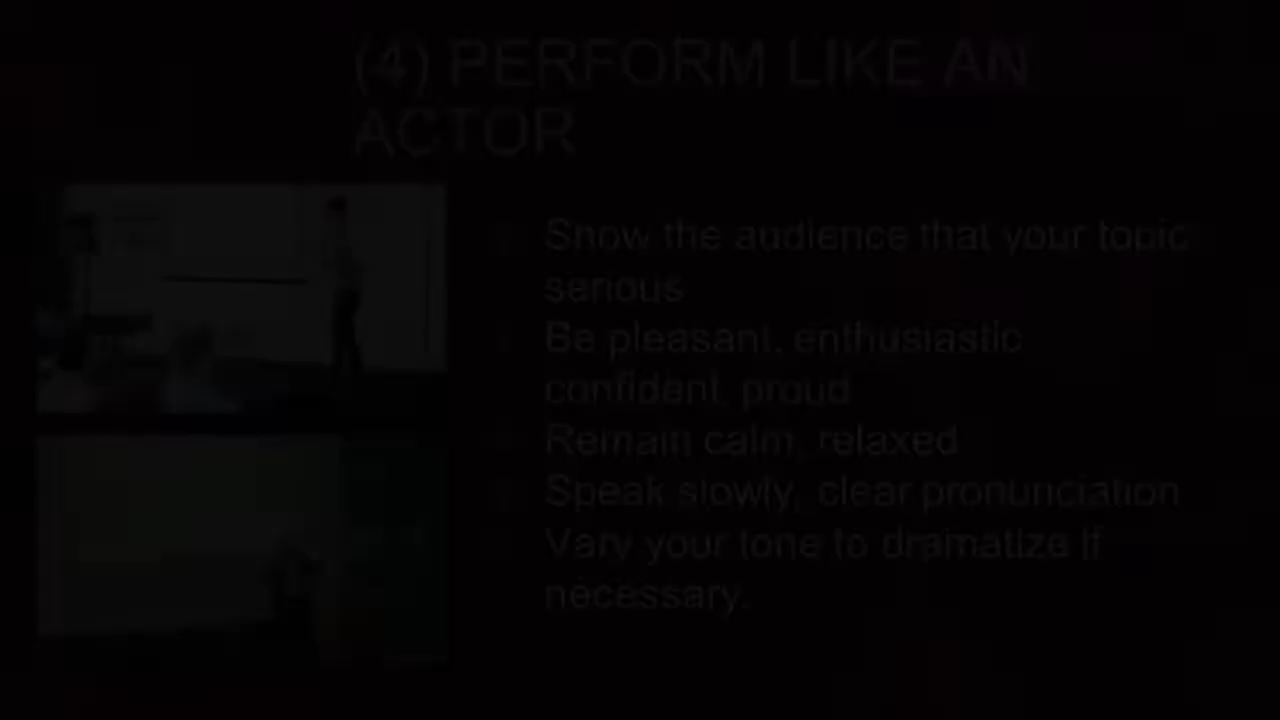 (4) PERFORM LIKE AN
ACTOR
Show the audience that your topic
serious
Be pleasant, enthusiastic
confident, proud
Remain calm, relaxed
Speak slowly, clear pronunciation
Vary your tone to dramatize if
necessary.